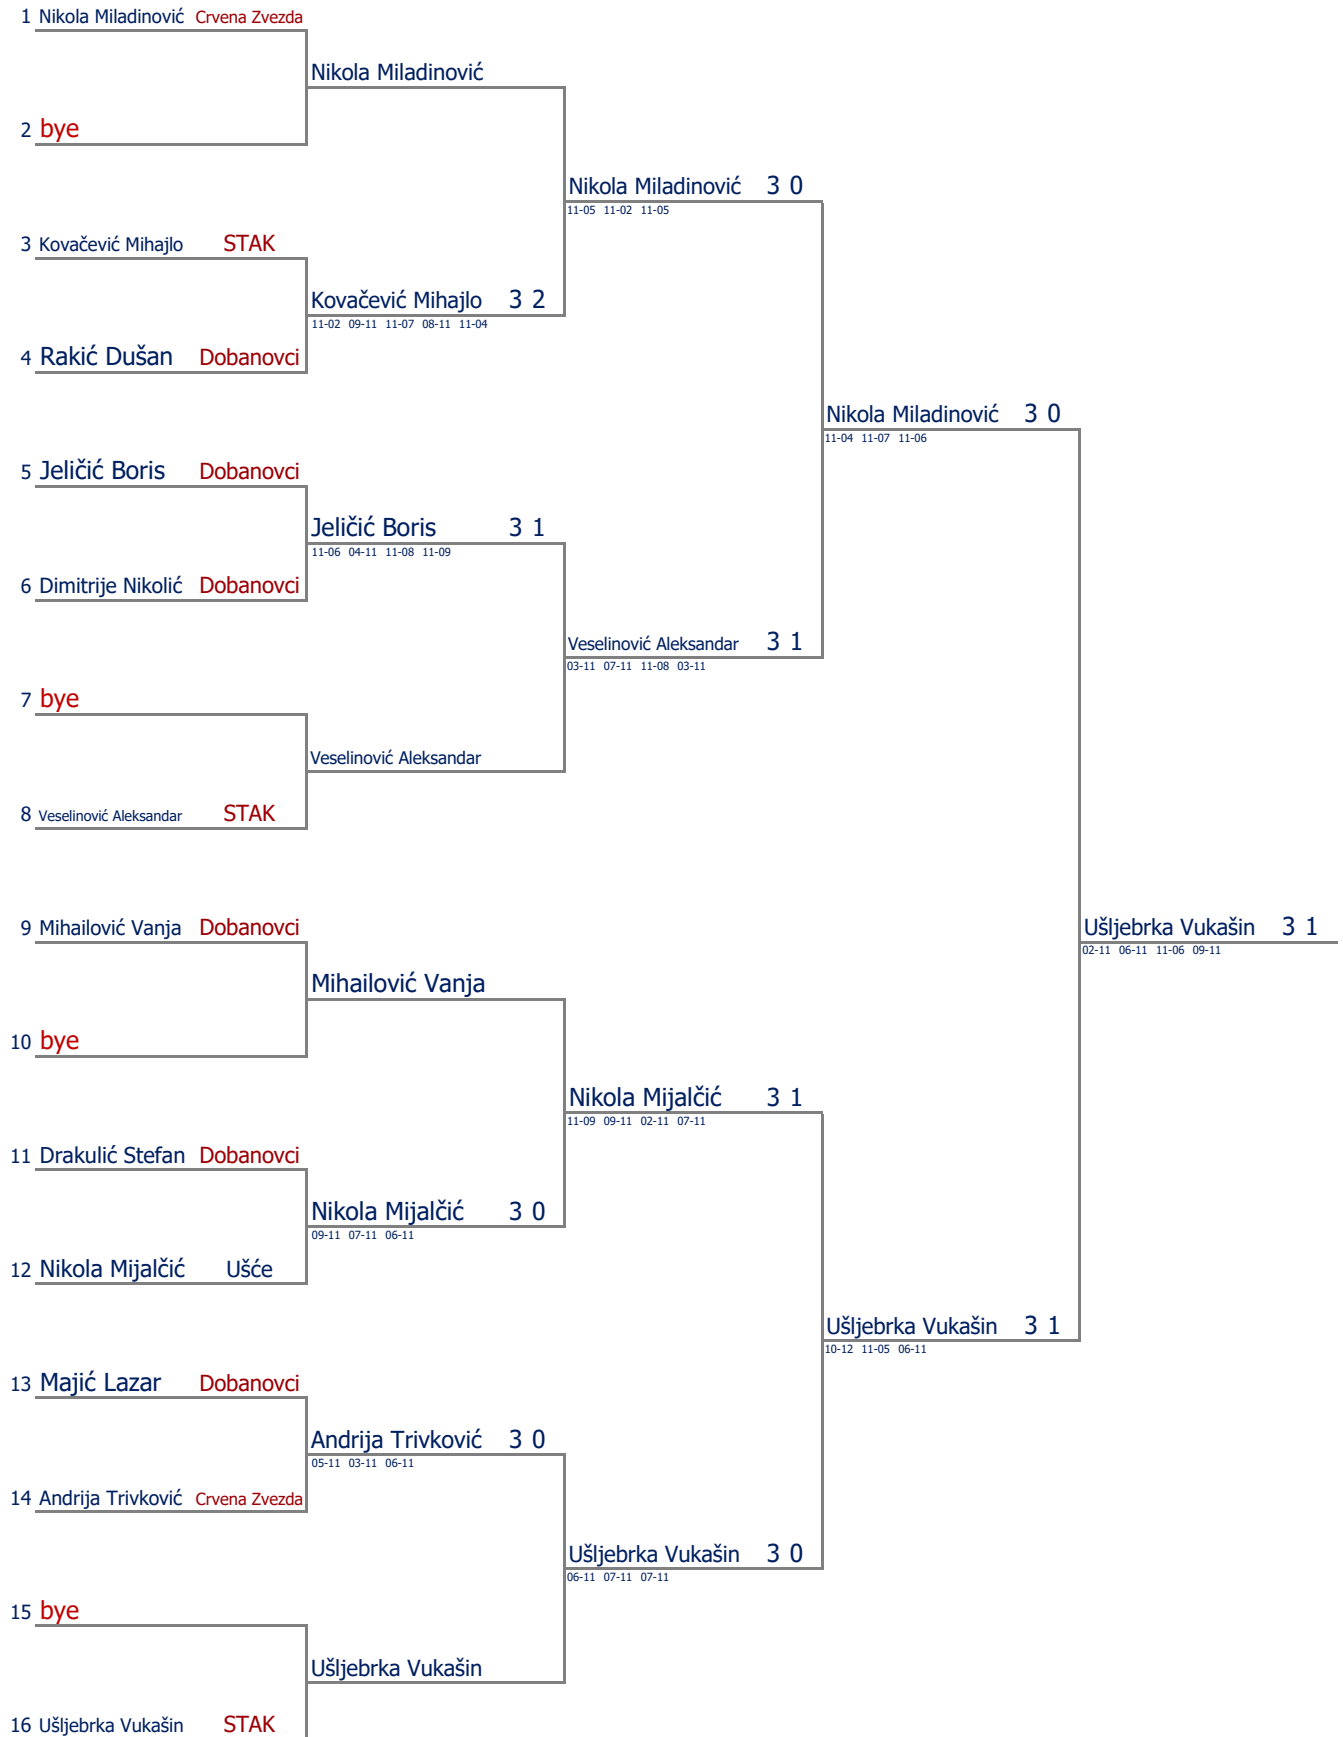 1 Nikola Miladinović Crvena Zvezda
Nikola Miladinović
2 bye
Nikola Miladinović 3 0
11-05 11-02 11-05
3 Kovačević Mihajlo STAK
Kovačević Mihajlo 3 2
11-02 09-11 11-07 08-11 11-04
4 Rakić Dušan Dobanovci
Nikola Miladinović 3 0
11-04 11-07 11-06
5 Jeličić Boris Dobanovci
Jeličić Boris 3 1
11-06 04-11 11-08 11-09
6 Dimitrije Nikolić Dobanovci
Veselinović Aleksandar 3 1
03-11 07-11 11-08 03-11
7 bye
Veselinović Aleksandar
8 Veselinović Aleksandar STAK
9 Mihailović Vanja Dobanovci
Ušljebrka Vukašin 3 1
02-11 06-11 11-06 09-11
Mihailović Vanja
10 bye
Nikola Mijalčić 3 1
11-09 09-11 02-11 07-11
11 Drakulić Stefan Dobanovci
Nikola Mijalčić 3 0
09-11 07-11 06-11
12 Nikola Mijalčić Ušće
Ušljebrka Vukašin 3 1
10-12 11-05 06-11
13 Majić Lazar Dobanovci
Andrija Trivković 3 0
05-11 03-11 06-11
14 Andrija Trivković Crvena Zvezda
Ušljebrka Vukašin 3 0
06-11 07-11 07-11
15 bye
Ušljebrka Vukašin
16 Ušljebrka Vukašin STAK